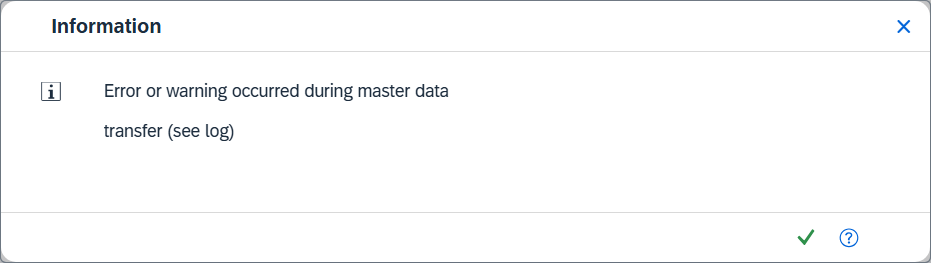 Information
Error or warning occurred during master data
transfer (see log)